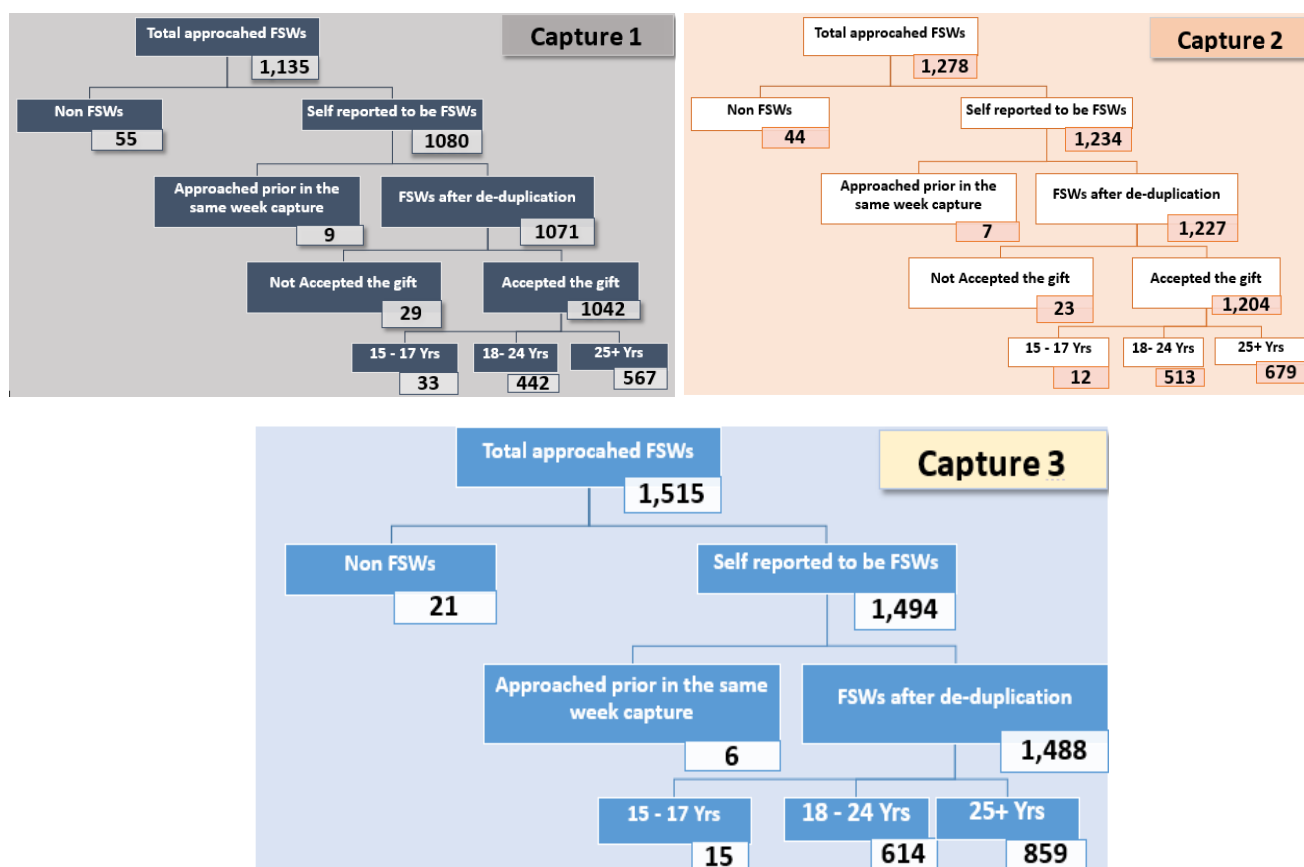 Capture 1
Total approcahed FSWs
1,135
Non FSWs
55
Self reported to be FSWs
1080
Approached prior in the
same week capture
9
FSWs after de-duplication
1071
Not Accepted the gift
29
Accepted the gift
1042
15 - 17 Yrs
33
18- 24 Yrs
442
25+ Yrs
567
Capture 2
Total approcahed FSWs
1,278
Non FSWs
44
Self reported to be FSWs
1,234
Approached prior in the
same week capture
7
FSWs after de-duplication
1,227
Not Accepted the gift
23
Accepted the gift
1,204
15 - 17 Yrs
12
18- 24 Yrs
513
25+ Yrs
679
Capture 3
Total approcahed FSWs
1,515
Non FSWs
21
Self reported to be FSWs
1,494
Approached prior in the same
week capture
6
FSWs after de-duplication
1,488
15 - 17 Yrs
15
18 - 24 Yrs
614
25+ Yrs
859